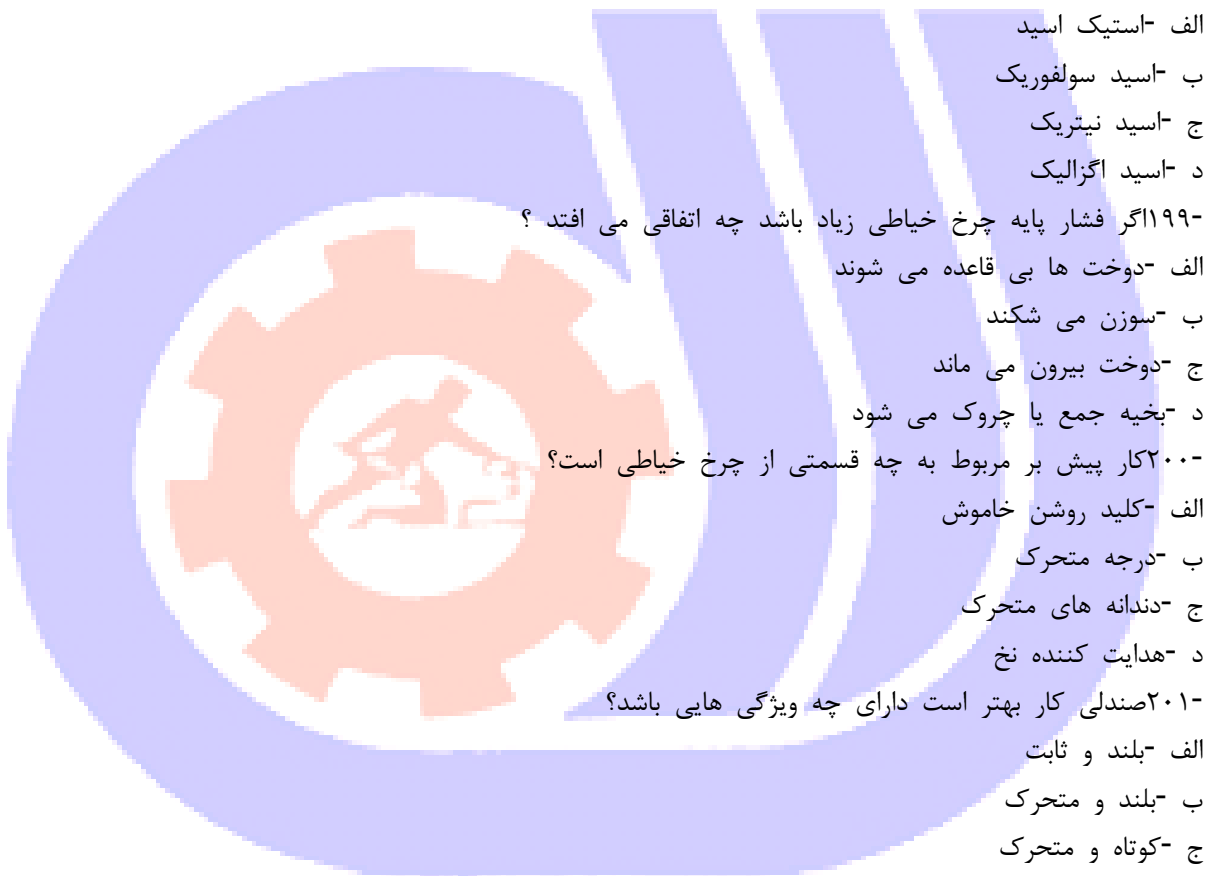 الف -استیک اسید
ب -اسید سولفوریک
ج -اسید نیتریک
د -اسید اگزالیک
-۱۹۹اگر فشار پایه چرخ خیاطی زیاد باشد چه اتفاقی می افتد ؟
الف -دوخت ها بی قاعده می شوند
ب -سوزن می شکند
ج -دوخت بیرون می ماند
د -بخیه جمع یا چروک می شود
-۲۰۰کار پیش بر مربوط به چه قسمتی از چرخ خیاطی است؟
الف -کلید روشن خاموش
ب -درجه متحرک
ج -دندانه های متحرک
د -هدایت کننده نخ
-۲۰۱صندلی کار بهتر است دارای چه ویژگی هایی باشد؟
الف -بلند و ثابت
ب -بلند و متحرک
ج -کوتاه و متحرک